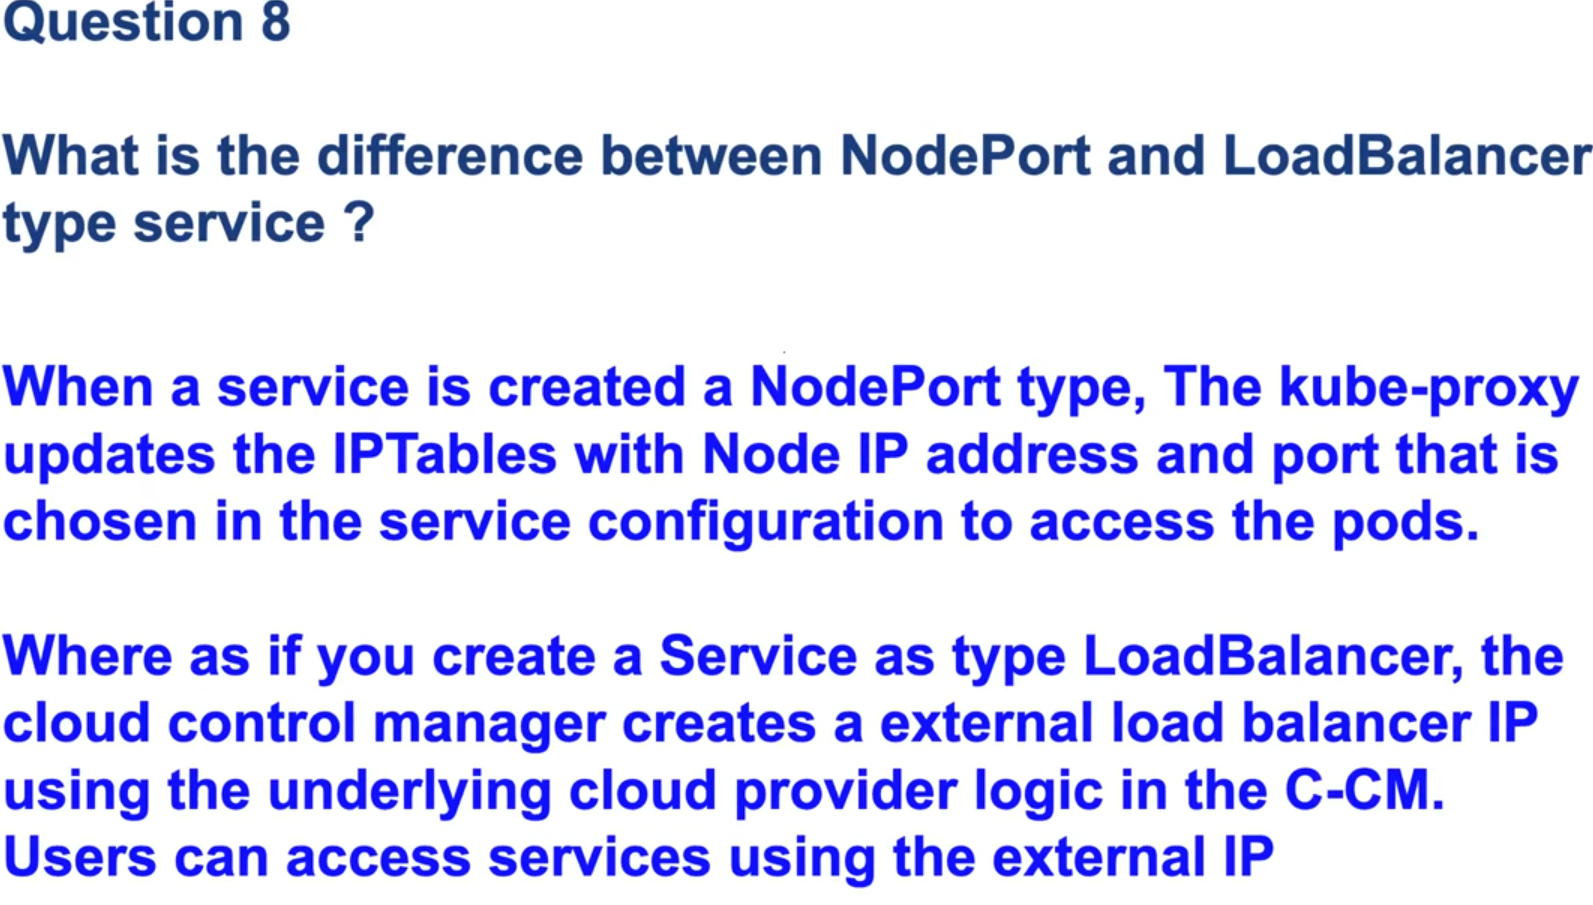 Question 8
What is the difference between NodePort and LoadBalancer
type service ?
When a service is created a NodePort type, The kube-proxy
updates the IPTables with Node IP address and port that is
chosen in the service configuration to access the pods.
Where as if you create a Service as type LoadBalancer, the
cloud control manager creates a external load balancer IP
using the underlying cloud provider logic in the C-CM.
Users can access services using the external IP